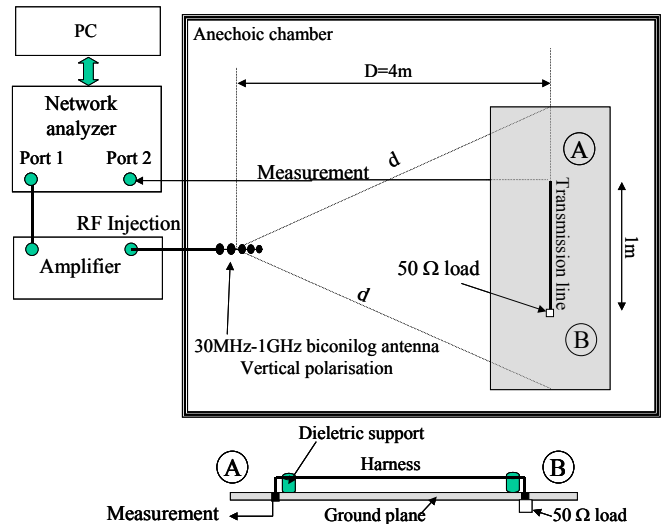 PC
Network
analyzer
Port 1
Port 2
RF Injection
Amplifier
Anechoic chamber
D=4m
d
Measurement
A
Transmission line
1m
50 Ω load
d
B
30MHz-1GHz biconilog antenna
Vertical polarisation
Dieletric support
A
Harness
B
Measurement
Ground plane
50 Ω load